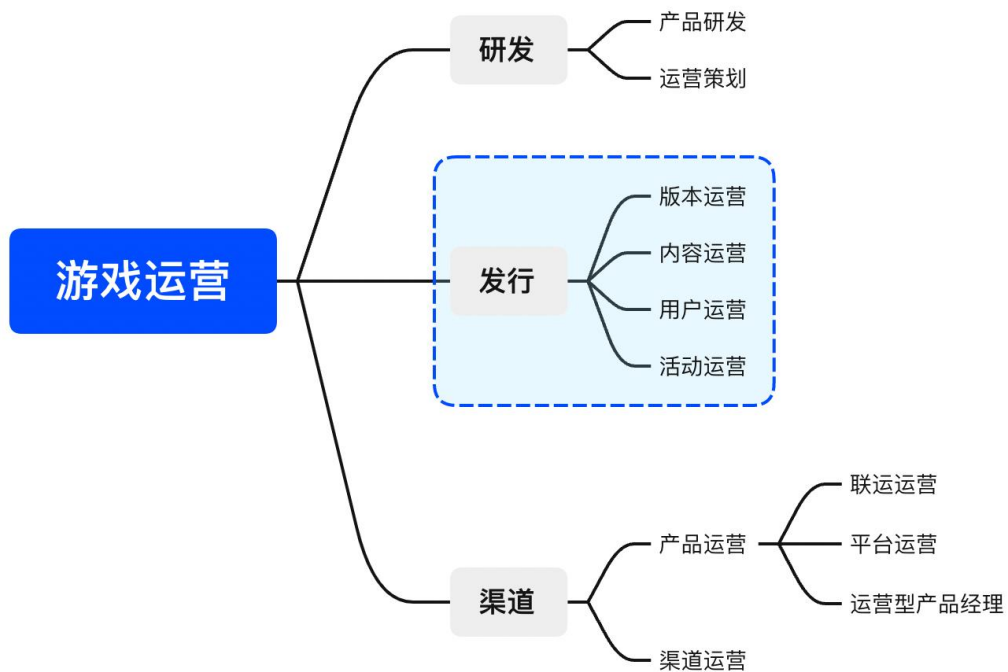 游戏运营
研发
产品研发
运营策划
发行
版本运营
内容运营
用户运营
活动运营
渠道
产品运营
联运运营
平台运营
运营型产品经理
渠道运营